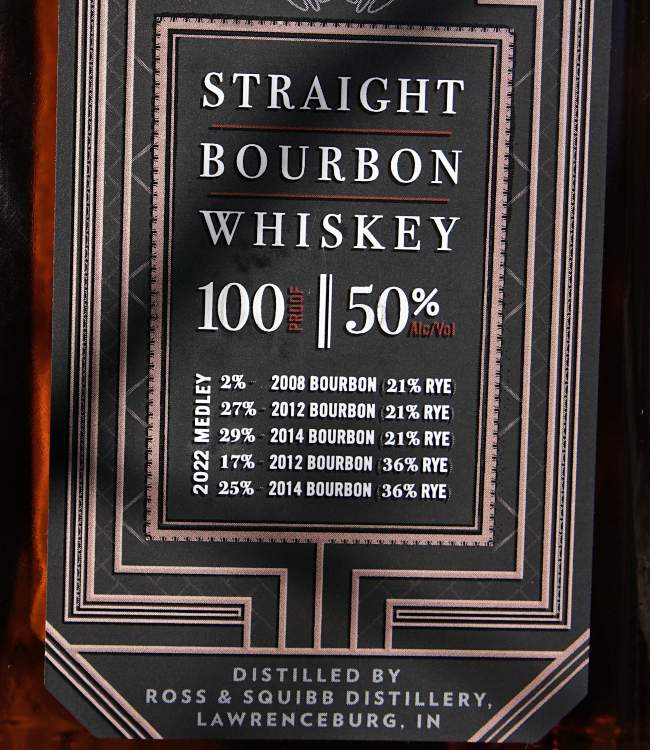 STRAIGHT
BOURBON
WHISKEY
100 PROOF 50% Alc/Vol
2022 MEDLEY
2% 2008 BOURBON (21% RYE)
27% 2012 BOURBON (21% RYE)
29% 2014 BOURBON (21% RYE)
17% 2012 BOURBON (36% RYE)
25% 2014 BOURBON (36% RYE)
DISTILLED BY
ROSS & SQUIBB DISTILLERY,
LAWRENCEBURG, IN